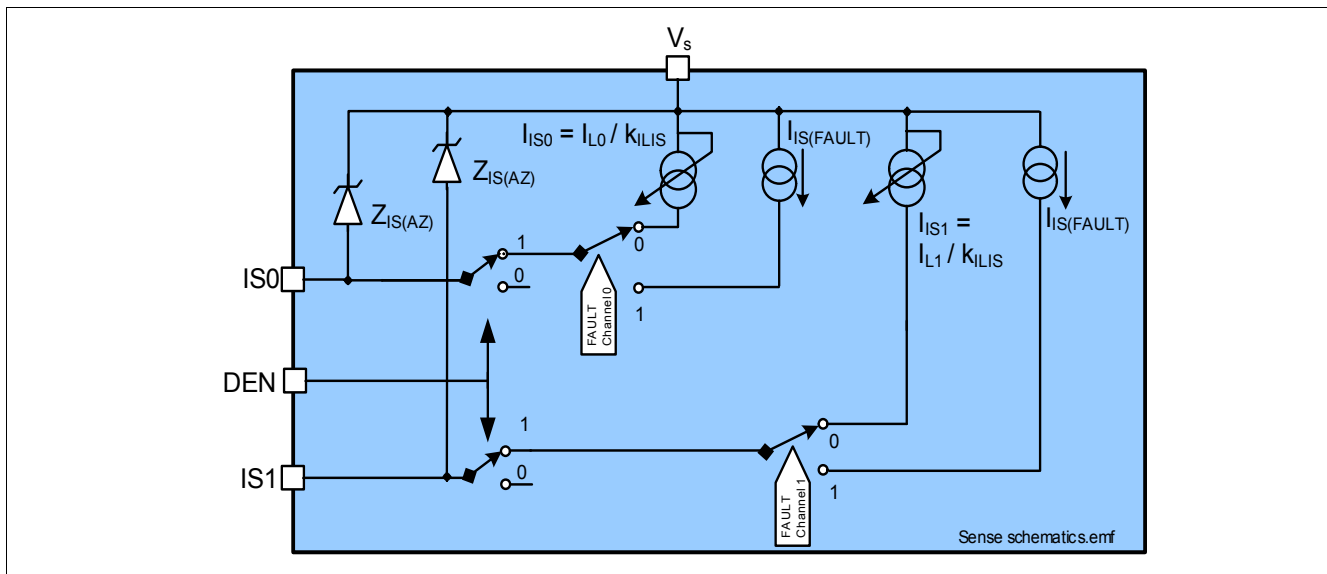 Vs
IIS0 = IL0 / kILIS
IIS(FAULT)
ZIS(AZ)
ZIS(AZ)
IIS1 =
IL1 / kILIS
IIS(FAULT)
1
0
0
1
IS0
FAULT
Channel 0
DEN
1
0
0
1
IS1
FAULT
Channel 1
Sense schematics.emf